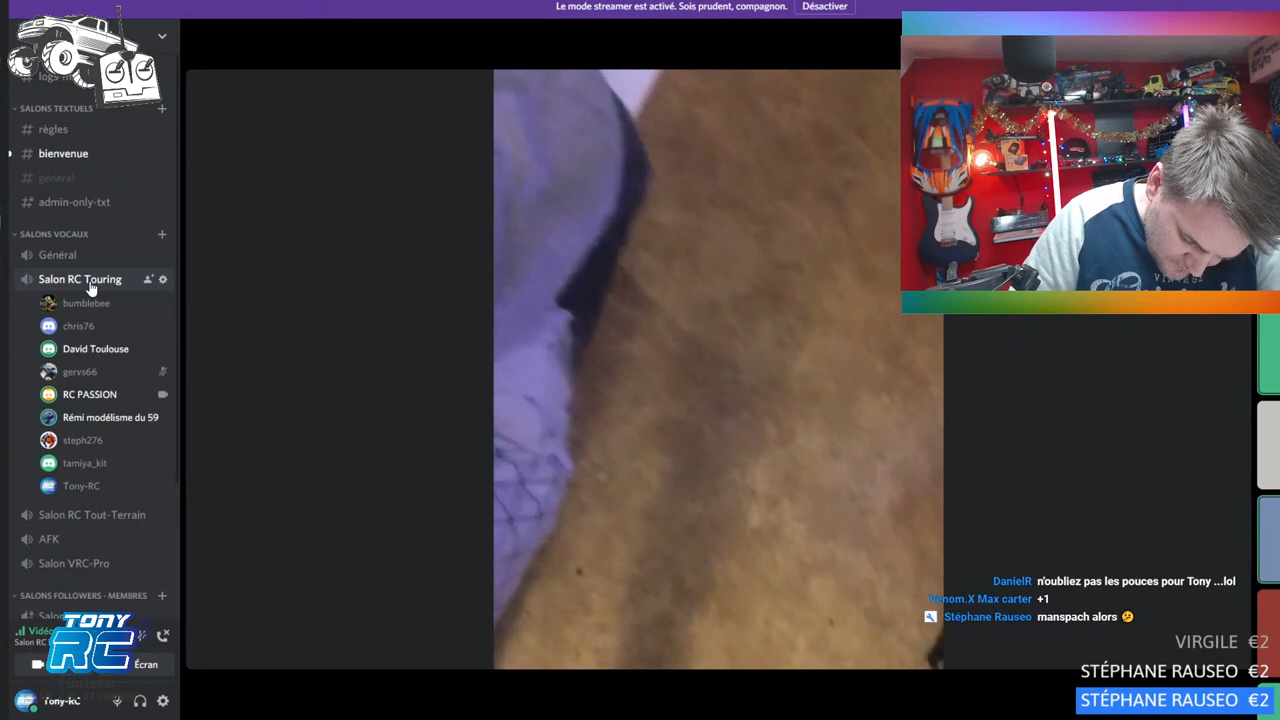 Le mode streamer est activé. Sois prudent, compagnon.
Désactiver
SALONS TEXTUELS
règles
bienvenue
general
admin-only-txt
SALONS VOCAUX
Général
Salon RC Touring
bumblebee
chris76
David Toulouse
gervs66
RC PASSION
Rémi modélisme du 59
steph276
tamiya_kit
Tony-RC
Salon RC Tout-Terrain
AFK
Salon VRC-Pro
SALONS FOLLOWERS - MEMBRES
TONY
RC
Écran
Tony-RC
DanielR n'oubliez pas les pouces pour Tony ...lol
Venom.X Max carter +1
Stéphane Rauseo manspach alors
VIRGILE €2
STÉPHANE RAUSEO €2
STÉPHANE RAUSEO €2